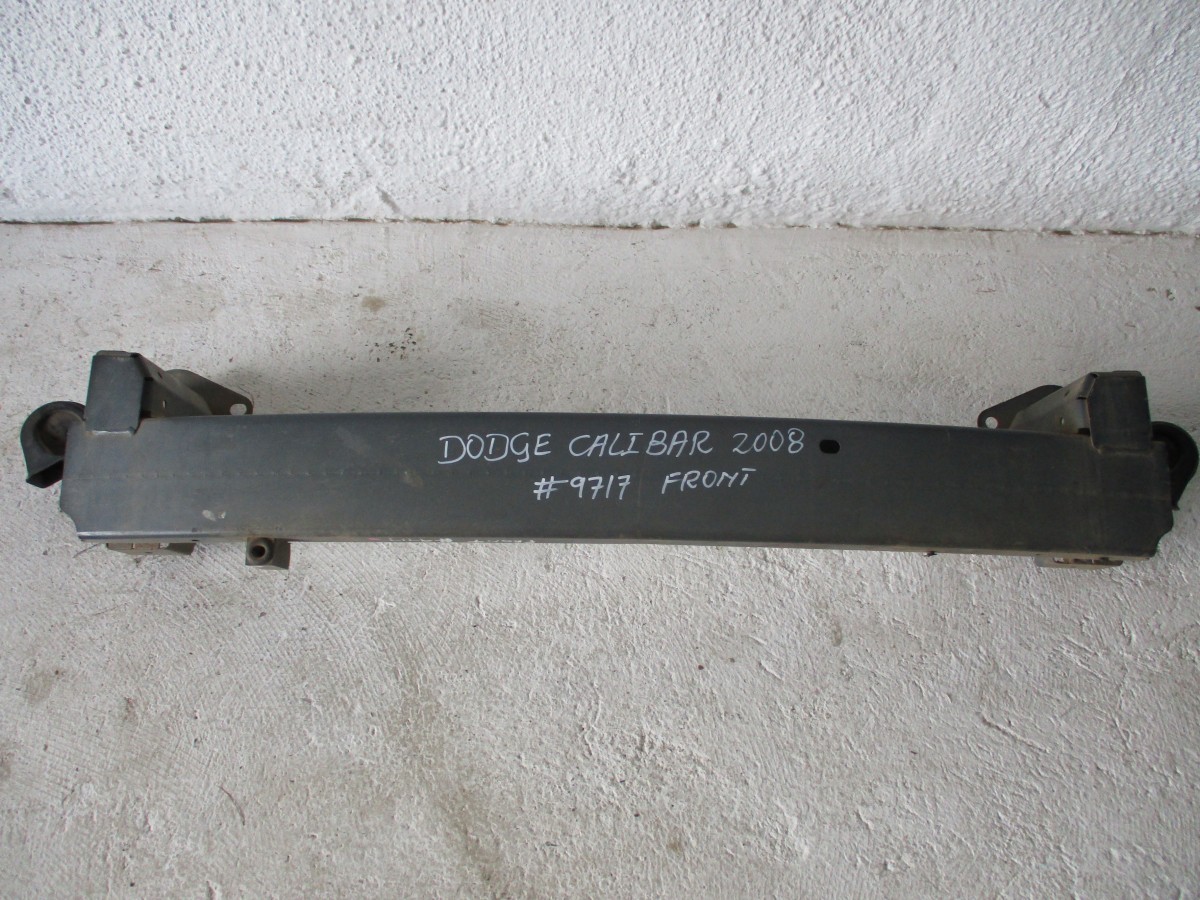 DODGE CALIBAR 2008
#9717 FRONT